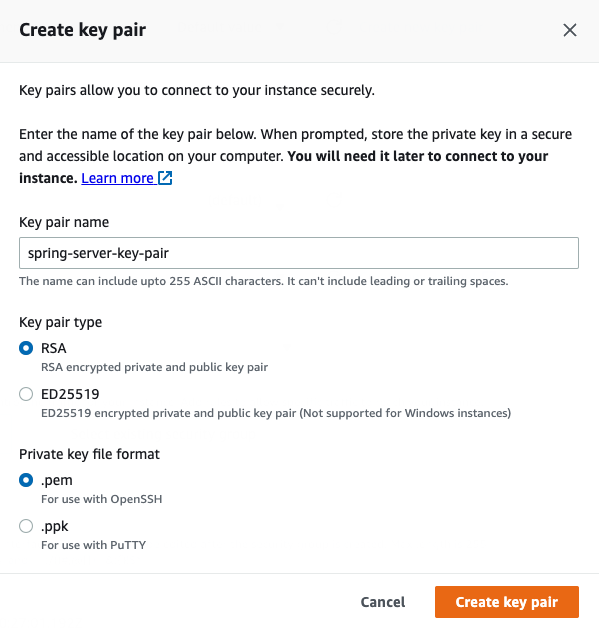 Create key pair
Key pairs allow you to connect to your instance securely.
Enter the name of the key pair below. When prompted, store the private key in a secure
and accessible location on your computer. You will need it later to connect to your
instance. Learn more
Key pair name
spring-server-key-pair
The name can include upto 255 ASCII characters. It can't include leading or trailing spaces.
Key pair type
RSA
RSA encrypted private and public key pair
ED25519
ED25519 encrypted private and public key pair (Not supported for Windows instances)
Private key file format
.pem
For use with OpenSSH
.ppk
For use with PuTTY
Cancel
Create key pair